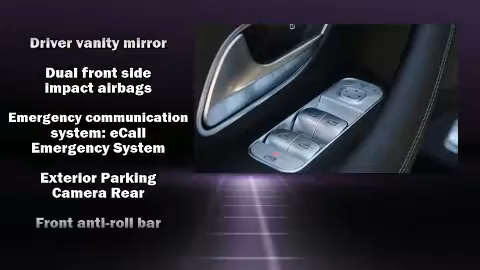 Driver vanity mirror
Dual front side
impact airbags
Emergency communication
system: eCall
Emergency System
Exterior Parking
Camera Rear
Front anti-roll bar